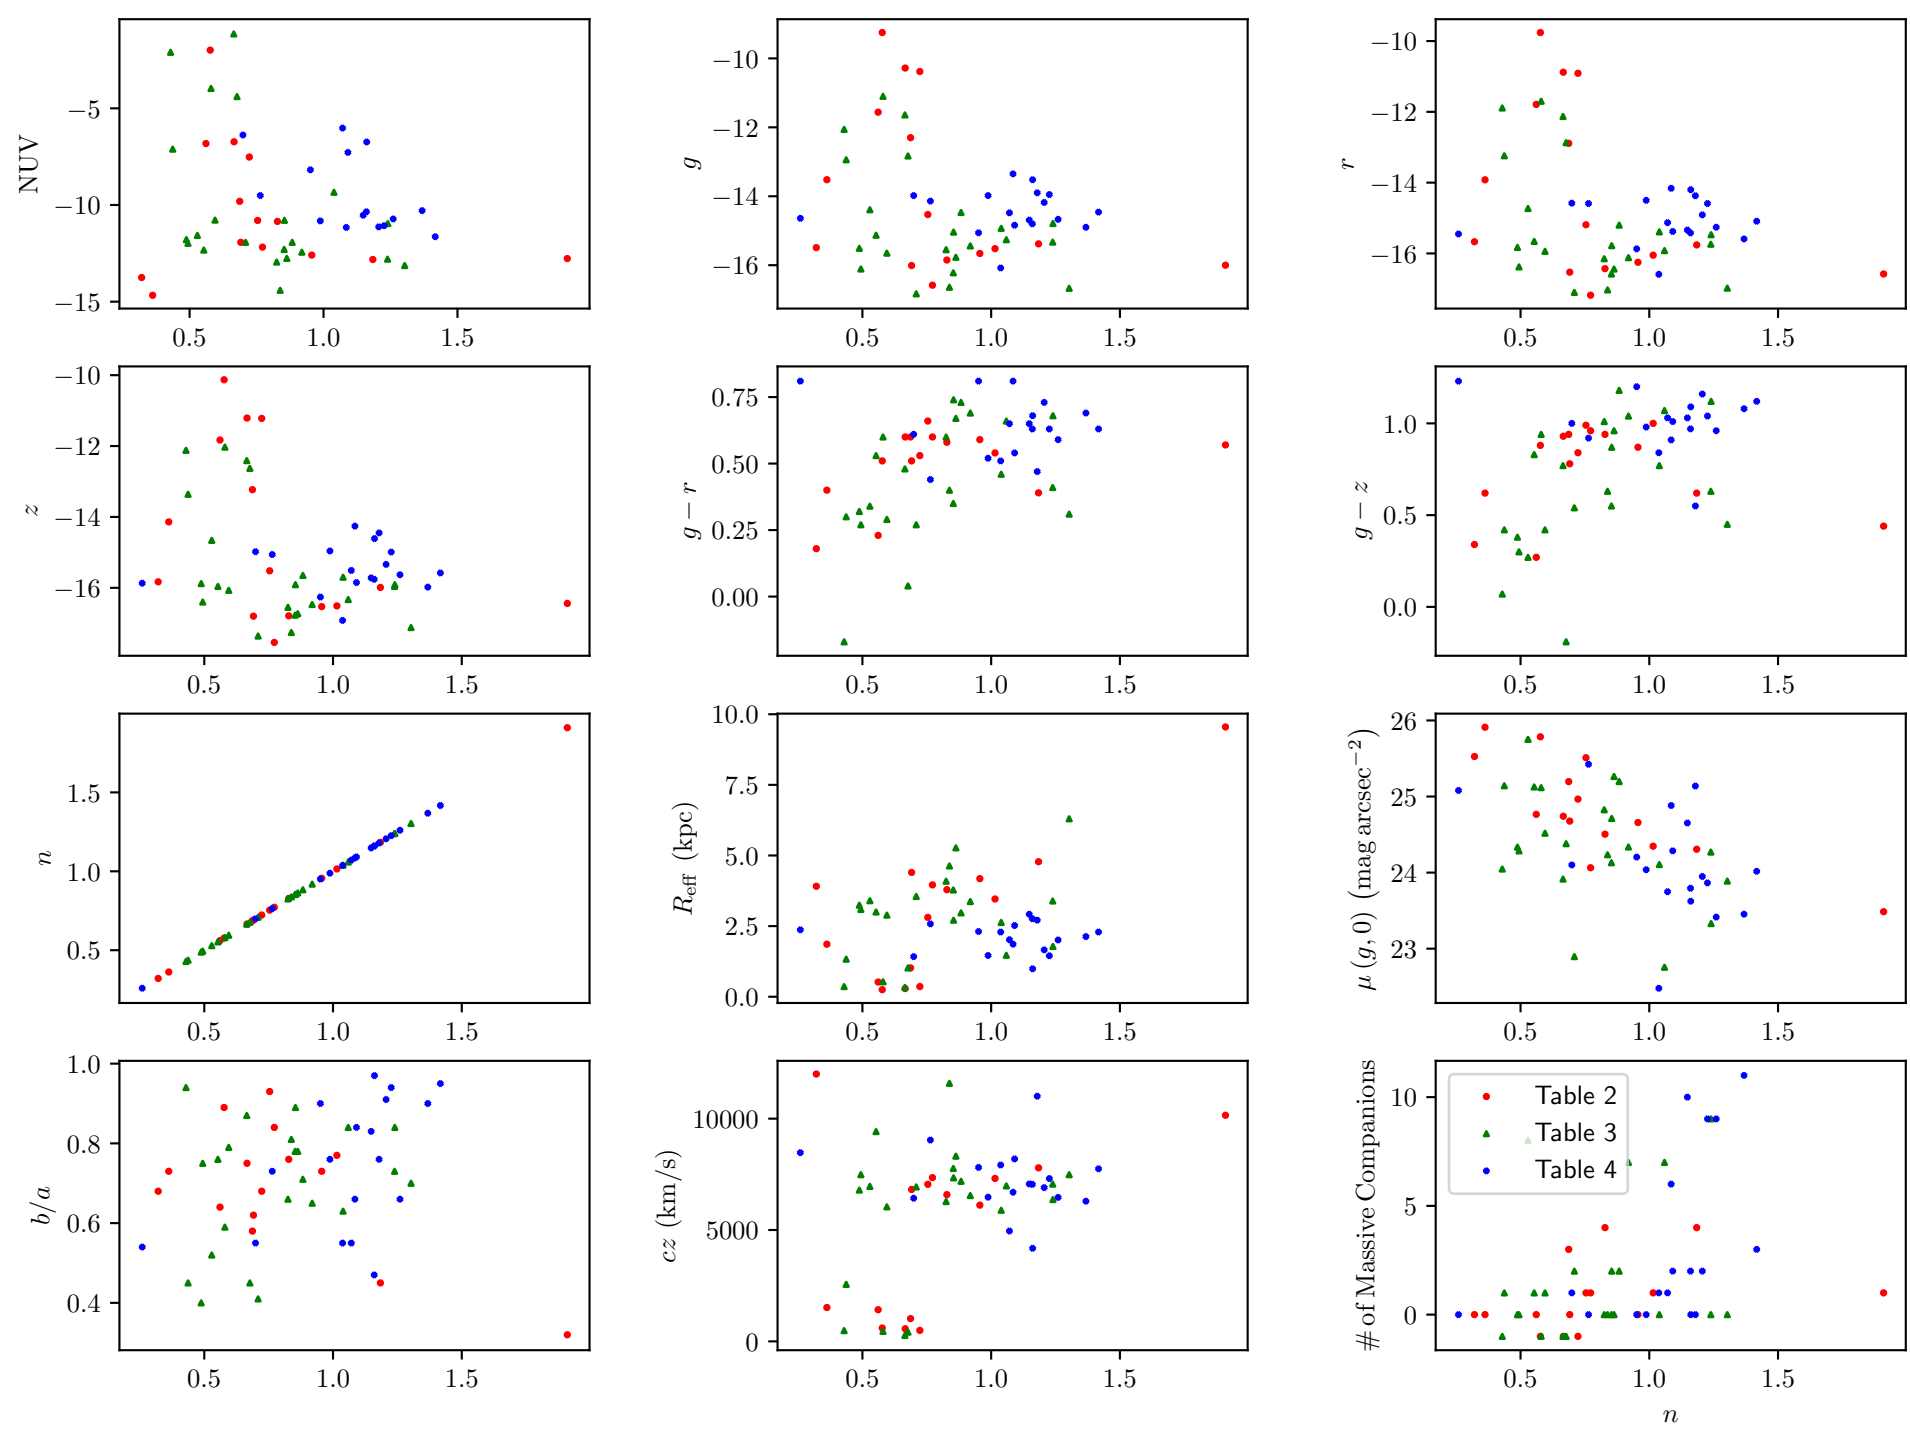 NUV
−5
−10
−15
0.5 1.0 1.5
g
−10
−12
−14
−16
0.5 1.0 1.5
r
−10
−12
−14
−16
0.5 1.0 1.5
z
−10
−12
−14
−16
0.5 1.0 1.5
g − r
0.75
0.50
0.25
0.00
0.5 1.0 1.5
g − z
1.0
0.5
0.0
0.5 1.0 1.5
n
1.5
1.0
0.5
0.5 1.0 1.5
R_eff (kpc)
10.0
7.5
5.0
2.5
0.0
0.5 1.0 1.5
μ (g, 0) (mag arcsec⁻²)
26
25
24
23
0.5 1.0 1.5
b/a
1.0
0.8
0.6
0.4
0.5 1.0 1.5
cz (km/s)
10000
5000
0
0.5 1.0 1.5
# of Massive Companions
10
5
0
Table 2
Table 3
Table 4
0.5 1.0 1.5
n